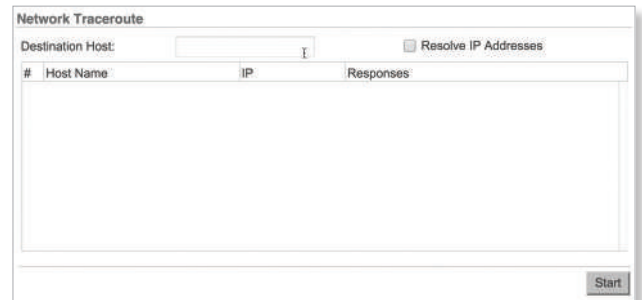 Network Traceroute
Destination Host: Resolve IP Addresses
# Host Name IP Responses
Start